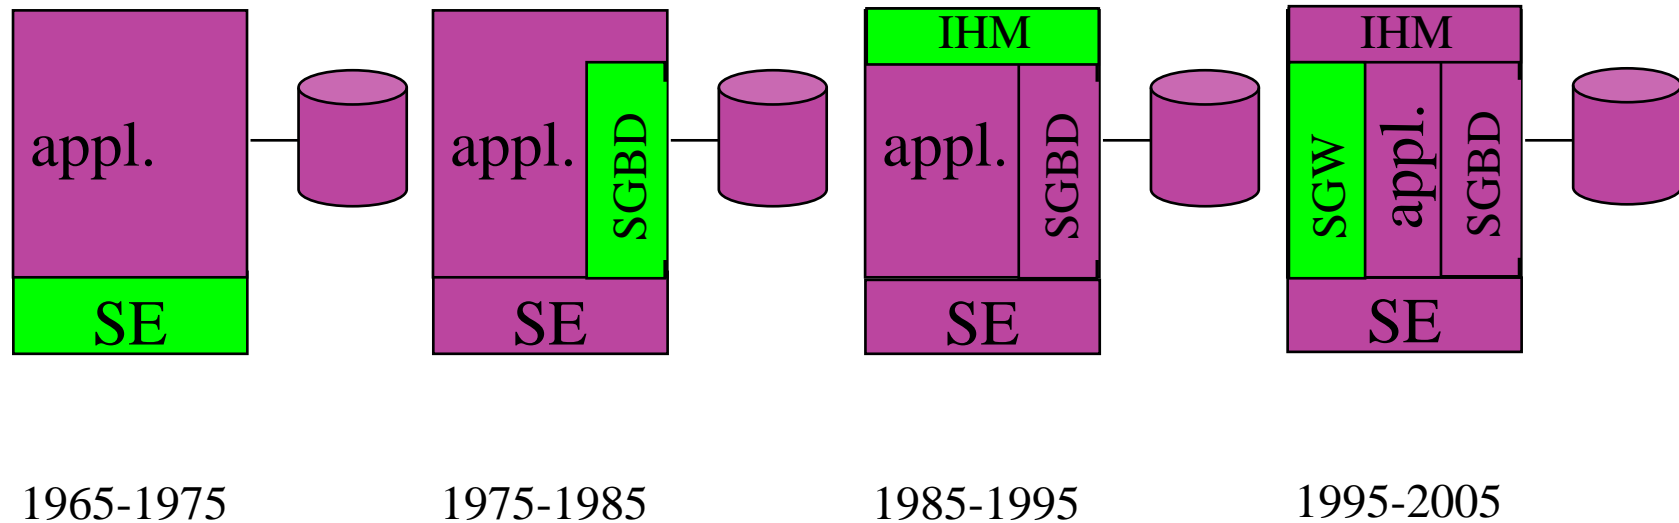 appl.
SE
1965-1975
appl.
SGBD
SE
1975-1985
IHM
appl.
SGBD
SE
1985-1995
IHM
SGW
appl.
SGBD
SE
1995-2005